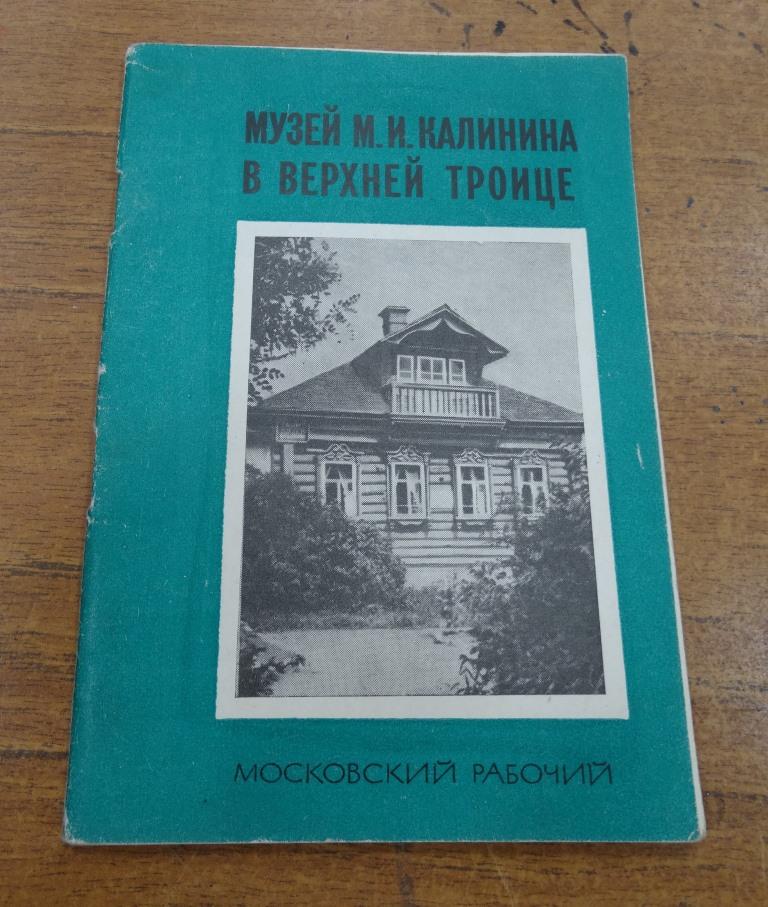 МУЗЕЙ М.И.КАЛИНИНА
В ВЕРХНЕЙ ТРОИЦЕ
МОСКОВСКИЙ РАБОЧИЙ